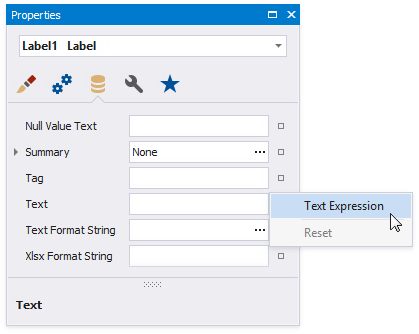 Properties
Label1 Label
Null Value Text
Summary None ...
Tag
Text
Text Expression
Text Format String ...
Reset
Xlsx Format String
Text